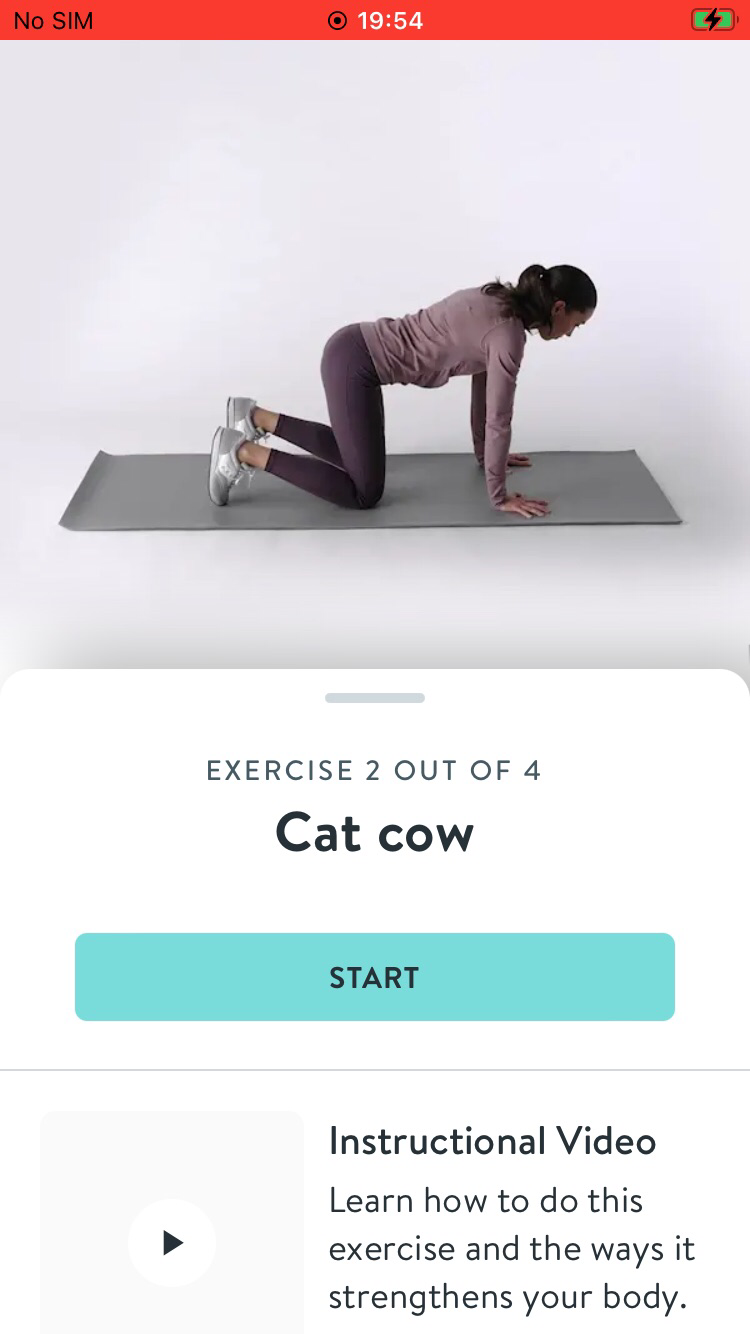 No SIM
19:54
EXERCISE 2 OUT OF 4
Cat cow
START
Instructional Video
Learn how to do this
exercise and the ways it
strengthens your body.